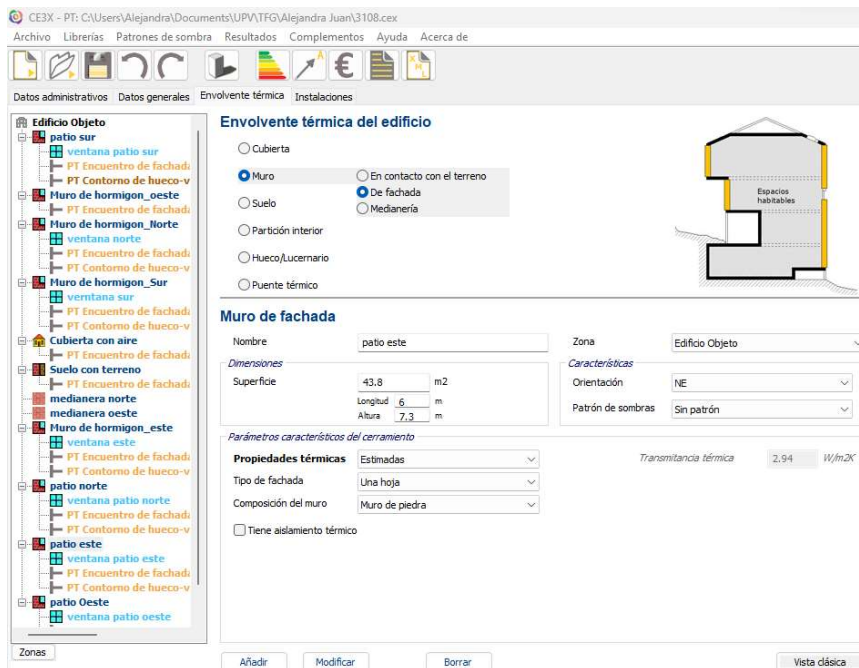 CE3X - PT: C:\Users\Alejandra\Documents\UPV\TFG\Alejandra Juan\3108.cex
Archivo Librerías Patrones de sombra Resultados Complementos Ayuda Acerca de
Datos administrativos Datos generales Envolvente térmica Instalaciones
Edificio Objeto
patio sur
ventana patio sur
PT Encuentro de fachada
PT Contorno de hueco-v
Muro de hormigon_oeste
PT Encuentro de fachada
Muro de hormigon_Norte
ventana norte
PT Encuentro de fachada
PT Contorno de hueco-v
Muro de hormigon_Sur
verntana sur
PT Encuentro de fachada
PT Contorno de hueco-v
Cubierta con aire
PT Encuentro de fachada
Suelo con terreno
PT Encuentro de fachada
medianera norte
medianera oeste
Muro de hormigon_este
ventana este
PT Encuentro de fachada
PT Contorno de hueco-v
patio norte
ventana patio norte
PT Encuentro de fachada
PT Contorno de hueco-v
patio este
ventana patio este
PT Encuentro de fachada
PT Contorno de hueco-v
patio Oeste
ventana patio oeste
Zonas
Envolvente térmica del edificio
Cubierta
Muro
Suelo
Partición interior
Hueco/Lucernario
Puente térmico
En contacto con el terreno
De fachada
Medianería
Espacios
habitables
Muro de fachada
Nombre patio este Zona Edificio Objeto
Dimensiones
Superficie 43.8 m2
Longitud 6 m
Altura 7.3 m
Características
Orientación NE
Patrón de sombras Sin patrón
Parámetros característicos del cerramiento
Propiedades térmicas Estimadas Transmitancia térmica 2.94 W/m2K
Tipo de fachada Una hoja
Composición del muro Muro de piedra
Tiene aislamiento térmico
Añadir Modificar Borrar Vista clásica